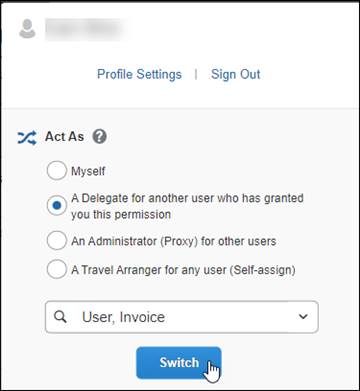 Profile Settings | Sign Out
Act As ?
Myself
A Delegate for another user who has granted
you this permission
An Administrator (Proxy) for other users
A Travel Arranger for any user (Self-assign)
User, Invoice
Switch